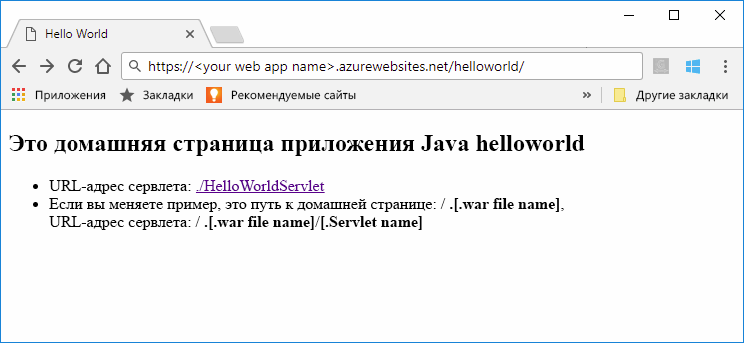 Hello World
https://<your web app name>.azurewebsites.net/helloworld/
Приложения Закладки Рекомендуемые сайты » Другие закладки
Это домашняя страница приложения Java helloworld
• URL-адрес сервлета: ./HelloWorldServlet
• Если вы меняете пример, это путь к домашней странице: / .[.war file name],
URL-адрес сервлета: / .[.war file name]/[.Servlet name]